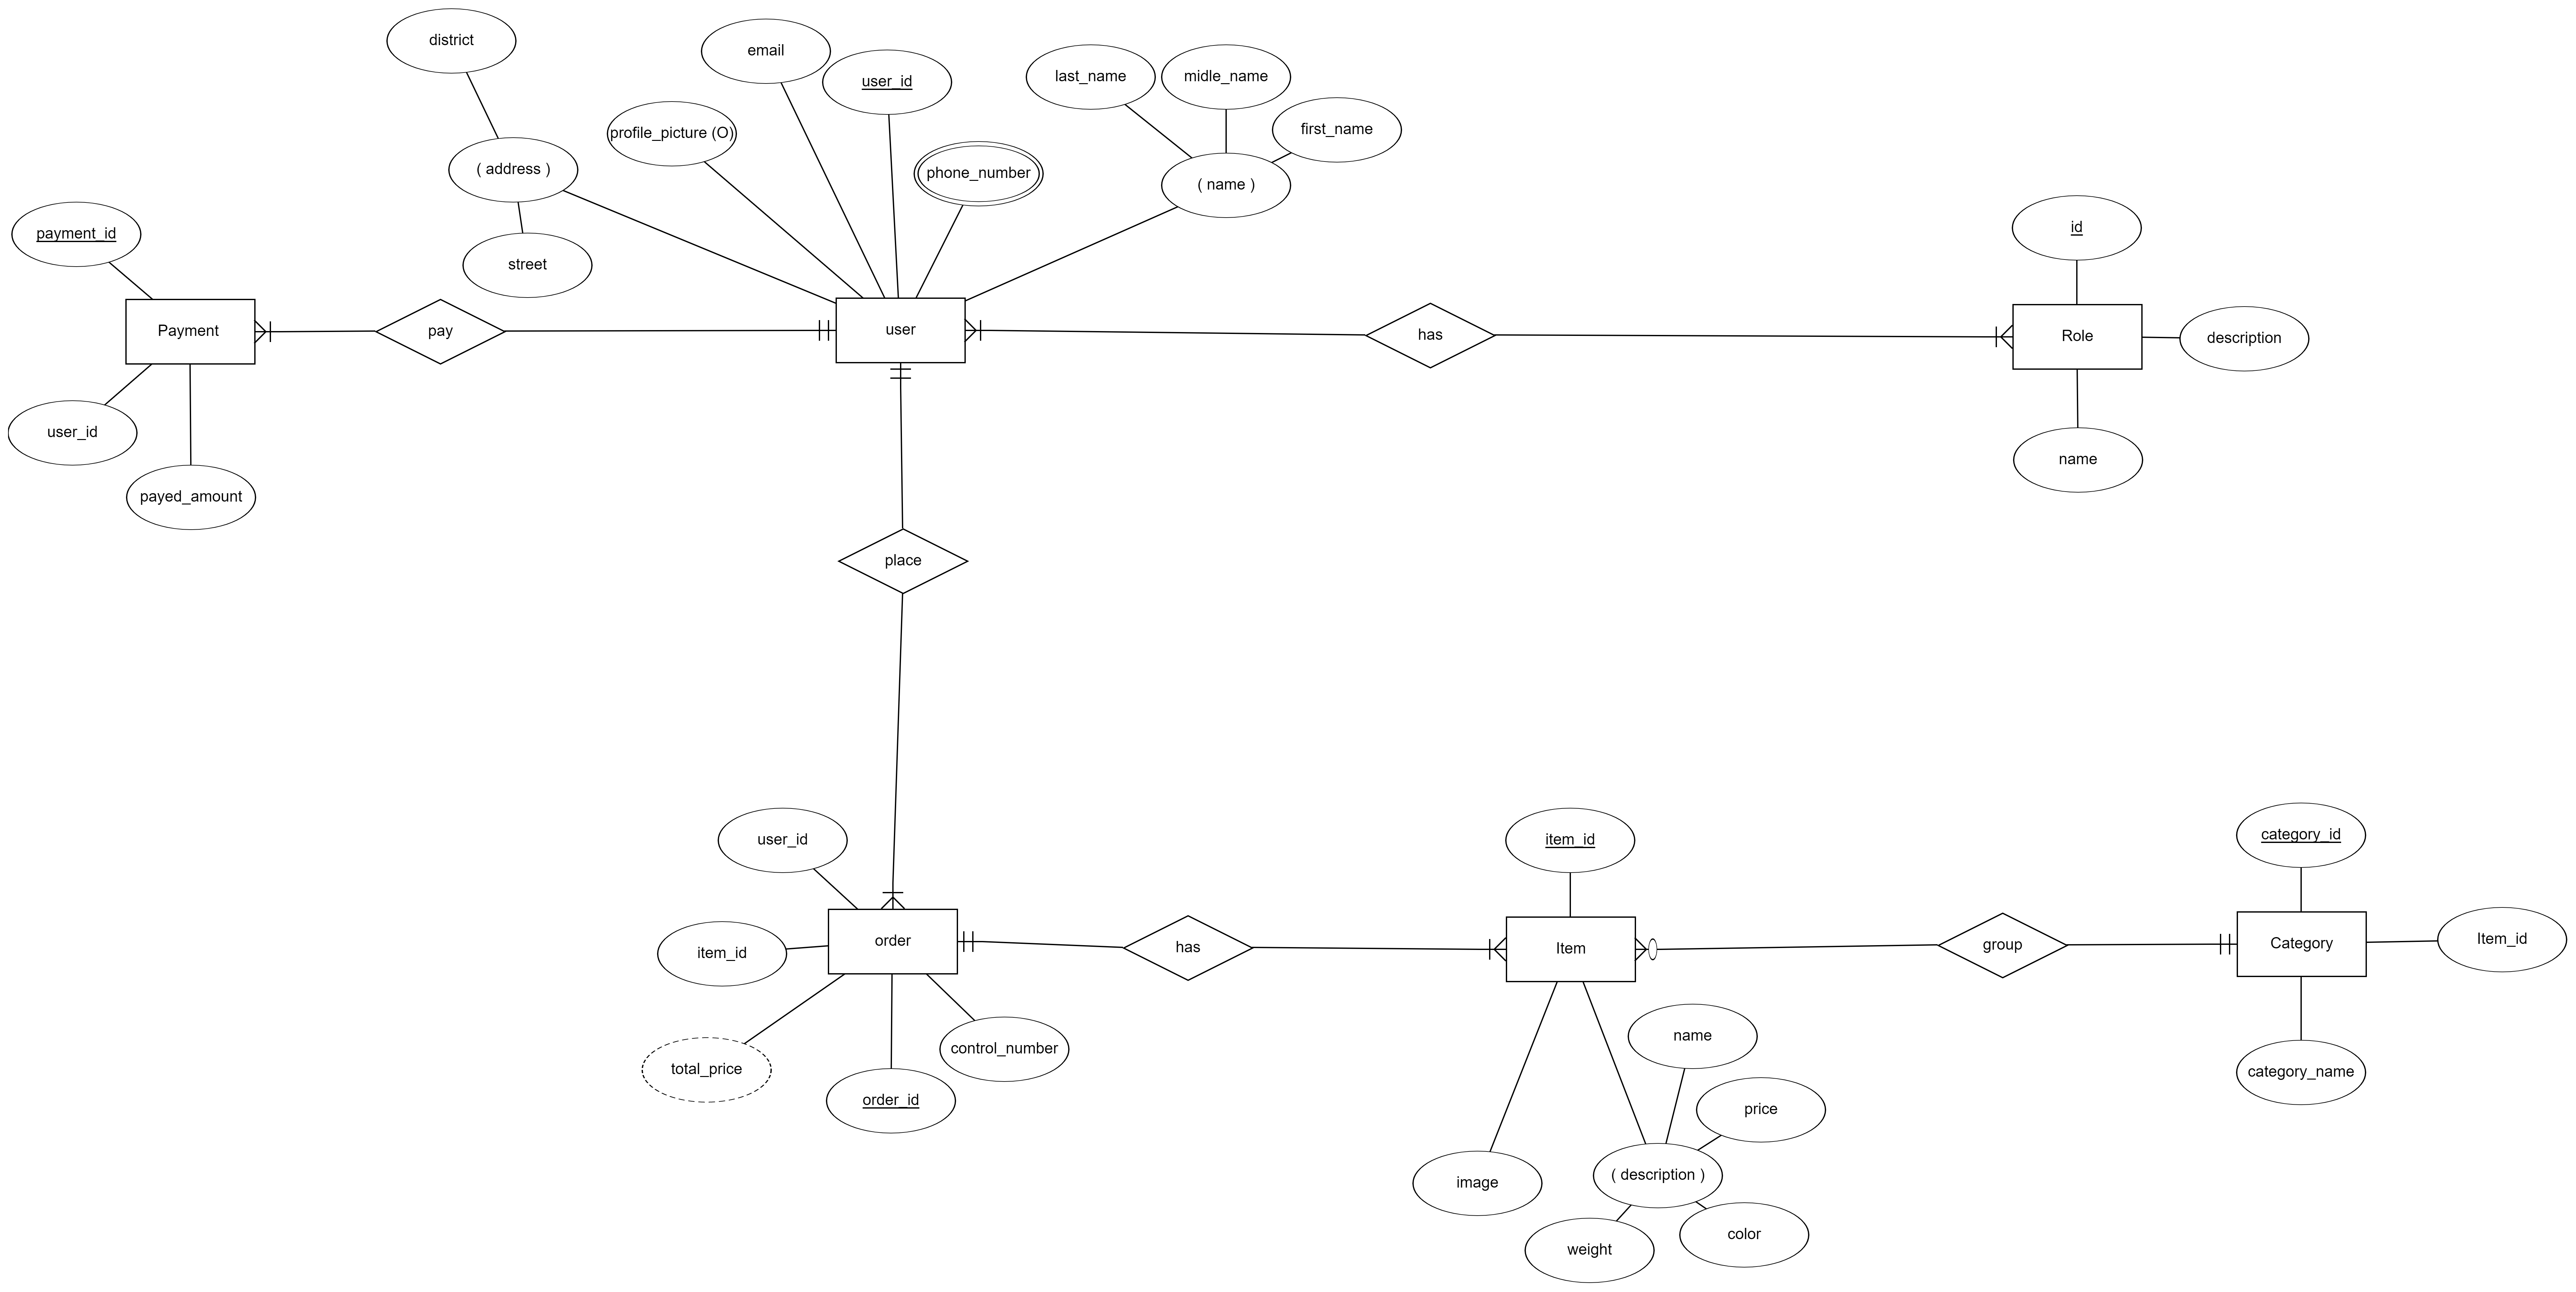 district
email
user_id
last_name
midle_name
first_name
profile_picture (O)
( address )
phone_number
( name )
payment_id
street
id
Payment
pay
user
has
Role
description
user_id
payed_amount
name
place
user_id
item_id
category_id
item_id
order
has
Item
group
Category
Item_id
total_price
order_id
control_number
name
price
category_name
image
( description )
weight
color